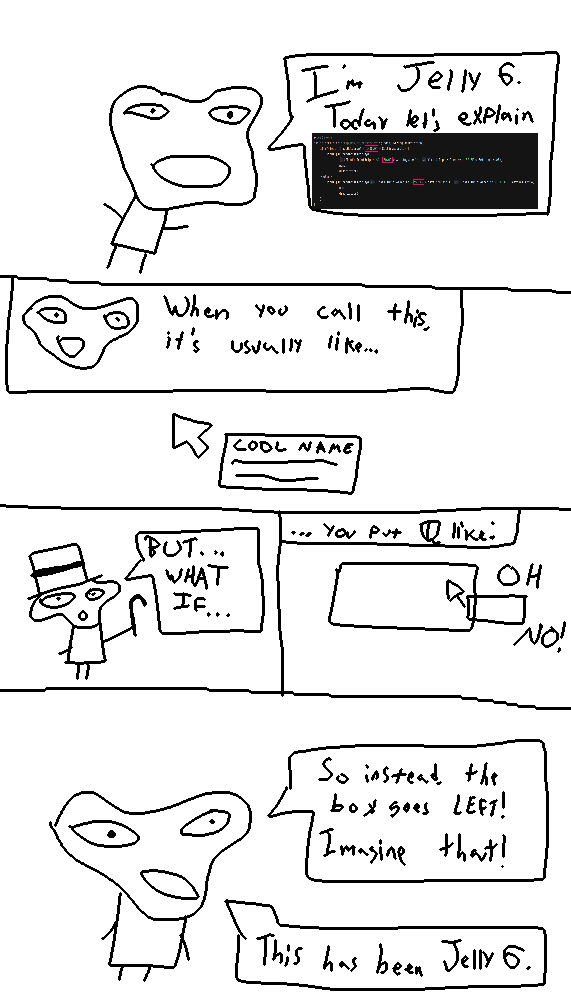 I'm Jelly 6.
Today let's explain
When you call this,
it's usually like...
COOL NAME
BUT...
WHAT
IF...
... You put it like:
OH
NO!
So instead, the
box goes LEFT!
Imagine that!
This has been Jelly 6.